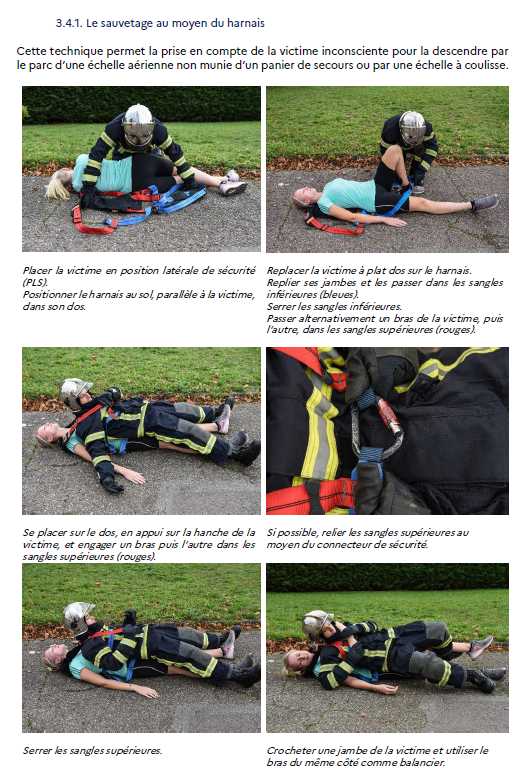 3.4.1. Le sauvetage au moyen du harnais
Cette technique permet la prise en compte de la victime inconsciente pour la descendre par
le parc d'une échelle aérienne non munie d'un panier de secours ou par une échelle à coulisse.
Placer la victime en position latérale de sécurité
(PLS).
Positionner le harnais au sol, parallèle à la victime,
dans son dos.
Replacer la victime à plat dos sur le harnais.
Replier ses jambes et les passer dans les sangles
inférieures (bleues).
Serrer les sangles inférieures.
Passer alternativement un bras de la victime, puis
l'autre, dans les sangles supérieures (rouges).
Se placer sur le dos, en appui sur la hanche de la
victime, et engager un bras puis l'autre dans les
sangles supérieures (rouges).
Si possible, relier les sangles supérieures au
moyen du connecteur de sécurité.
Serrer les sangles supérieures.
Crocheter une jambe de la victime et utiliser le
bras du même côté comme balancier.